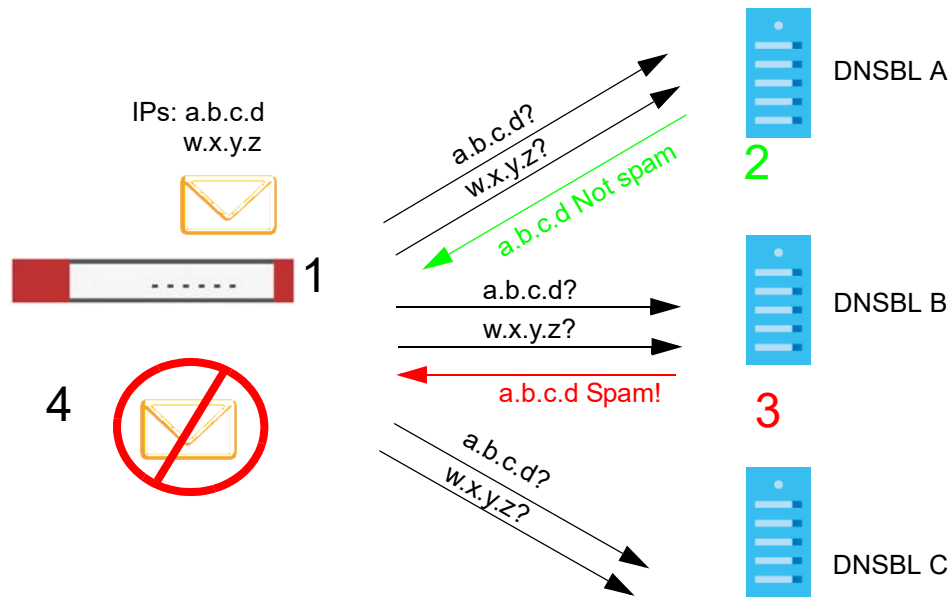 IPs: a.b.c.d
w.x.y.z
1
a.b.c.d?
w.x.y.z?
a.b.c.d Not spam
DNSBL A
2
a.b.c.d?
w.x.y.z?
a.b.c.d Spam!
DNSBL B
3
4
a.b.c.d?
w.x.y.z?
DNSBL C